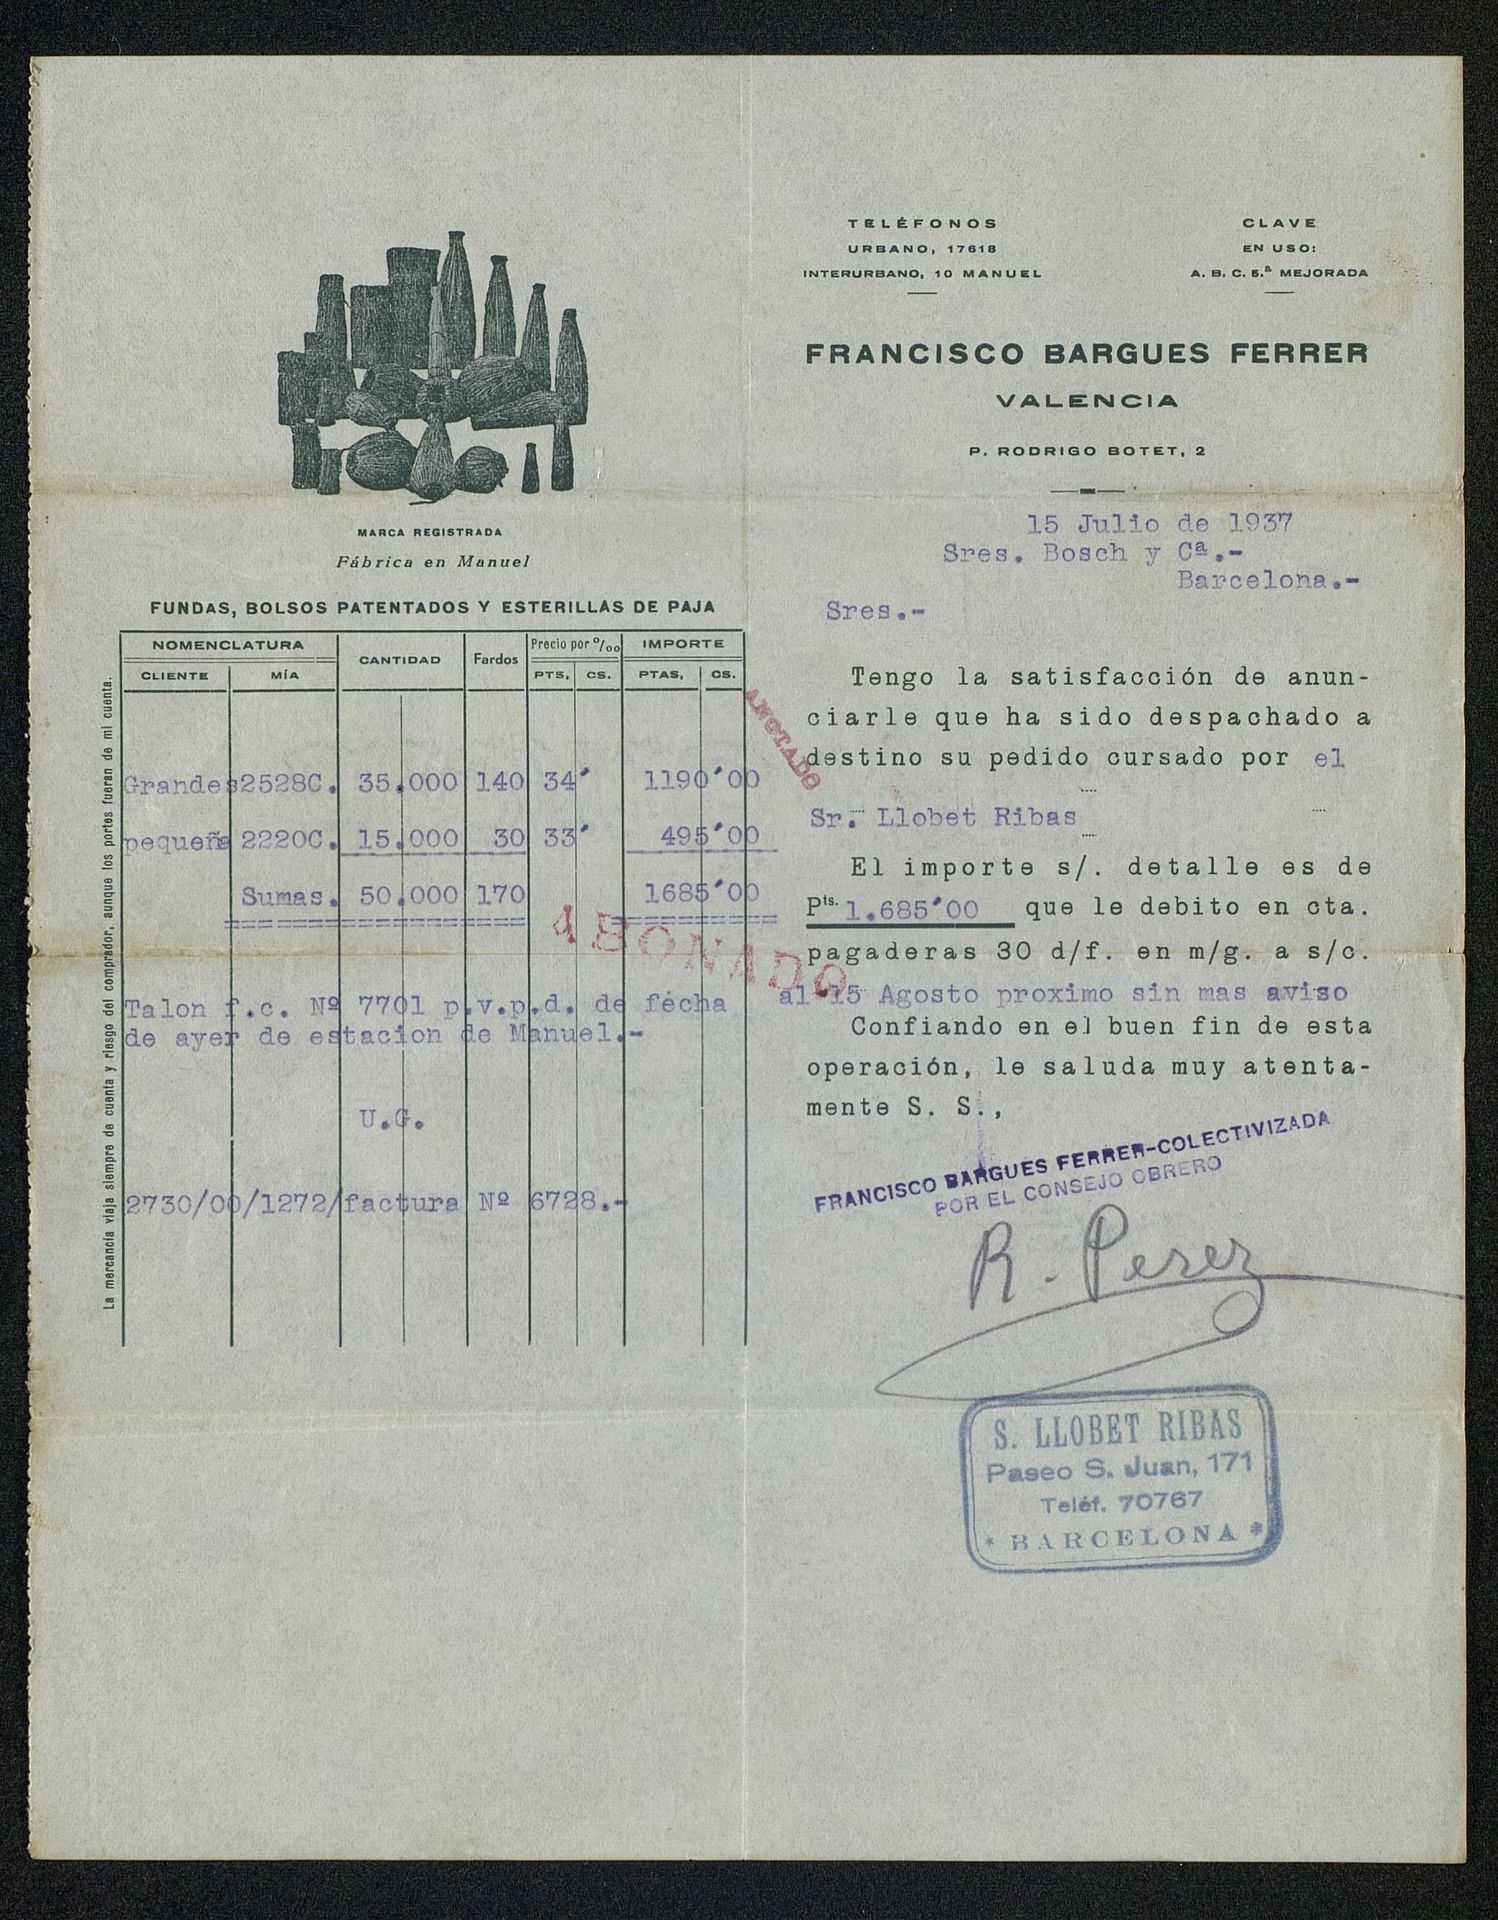 TELÉFONOS
URBANO, 17618
INTERURBANO, 10 MANUEL
CLAVE
EN USO:
A. B. C. 5.ª MEJORADA
FRANCISCO BARGUES FERRER
VALENCIA
P. RODRIGO BOTET, 2
MARCA REGISTRADA
Fábrica en Manuel
FUNDAS, BOLSOS PATENTADOS Y ESTERILLAS DE PAJA
NOMENCLATURA CANTIDAD Fardos Precio por º/oo IMPORTE
CLIENTE MÍA PTS, CS. PTAS, CS.
Grandes 2528C. 35.000 140 34' 1190'00
pequeña 2220C. 15.000 30 33' 495'00
Sumas. 50.000 170 1685'00
Talon f.c. Nº 7701 p.v.p.d. de fecha
de ayer de estacion de Manuel.-
U.G.
2730/00/1272/factura Nº 6728.-
La mercancía viaja siempre de cuenta y riesgo del comprador, aunque los portes fueran de mi cuenta.
ANOTADO
ABONADO
15 Julio de 1937
Sres. Bosch y Cª.-
Barcelona.-
Sres.-
Tengo la satisfacción de anun-
ciarle que ha sido despachado a
destino su pedido cursado por el
Sr. Llobet Ribas
El importe s/. detalle es de
Pts. 1.685'00 que le debito en cta.
pagaderas 30 d/f. en m/g. a s/c.
al 15 Agosto proximo sin mas aviso
Confiando en el buen fin de esta
operación, le saluda muy atenta-
mente S. S.,
FRANCISCO BARGUES FERRER-COLECTIVIZADA
POR EL CONSEJO OBRERO
R. Perez
S. LLOBET RIBAS
Paseo S. Juan, 171
Teléf. 70767
* BARCELONA *